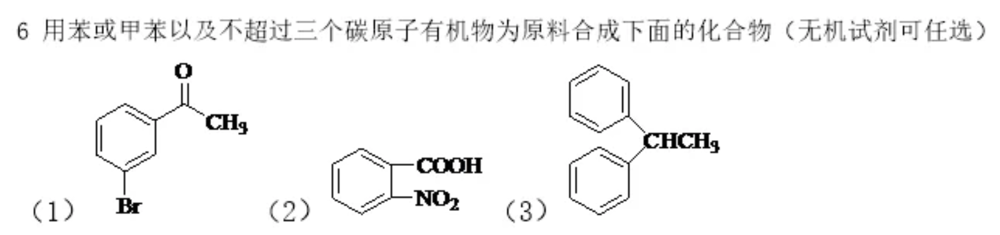 6 用苯或甲苯以及不超过三个碳原子有机物为原料合成下面的化合物（无机试剂可任选）
O
CH₃
Br
（1）
COOH
NO₂
（2）
CHCH₃
（3）